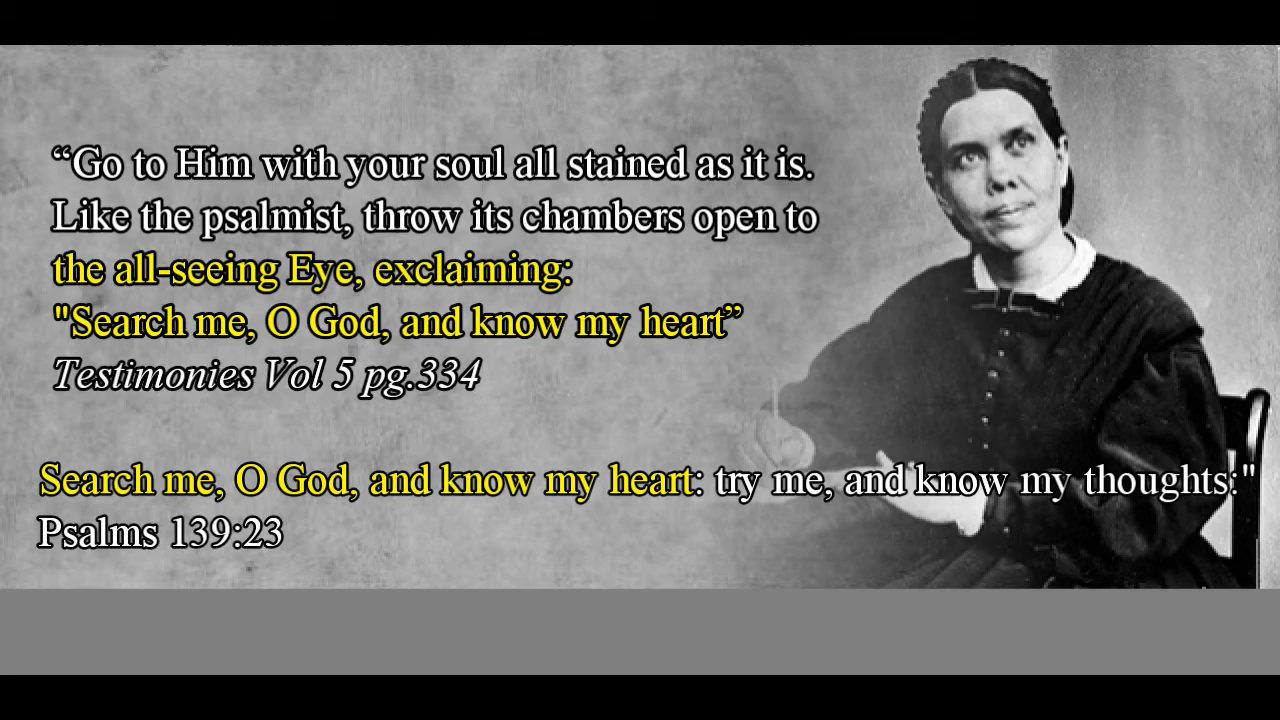 “Go to Him with your soul all stained as it is.
Like the psalmist, throw its chambers open to
the all-seeing Eye, exclaiming:
"Search me, O God, and know my heart”
Testimonies Vol 5 pg.334
Search me, O God, and know my heart: try me, and know my thoughts:"
Psalms 139:23